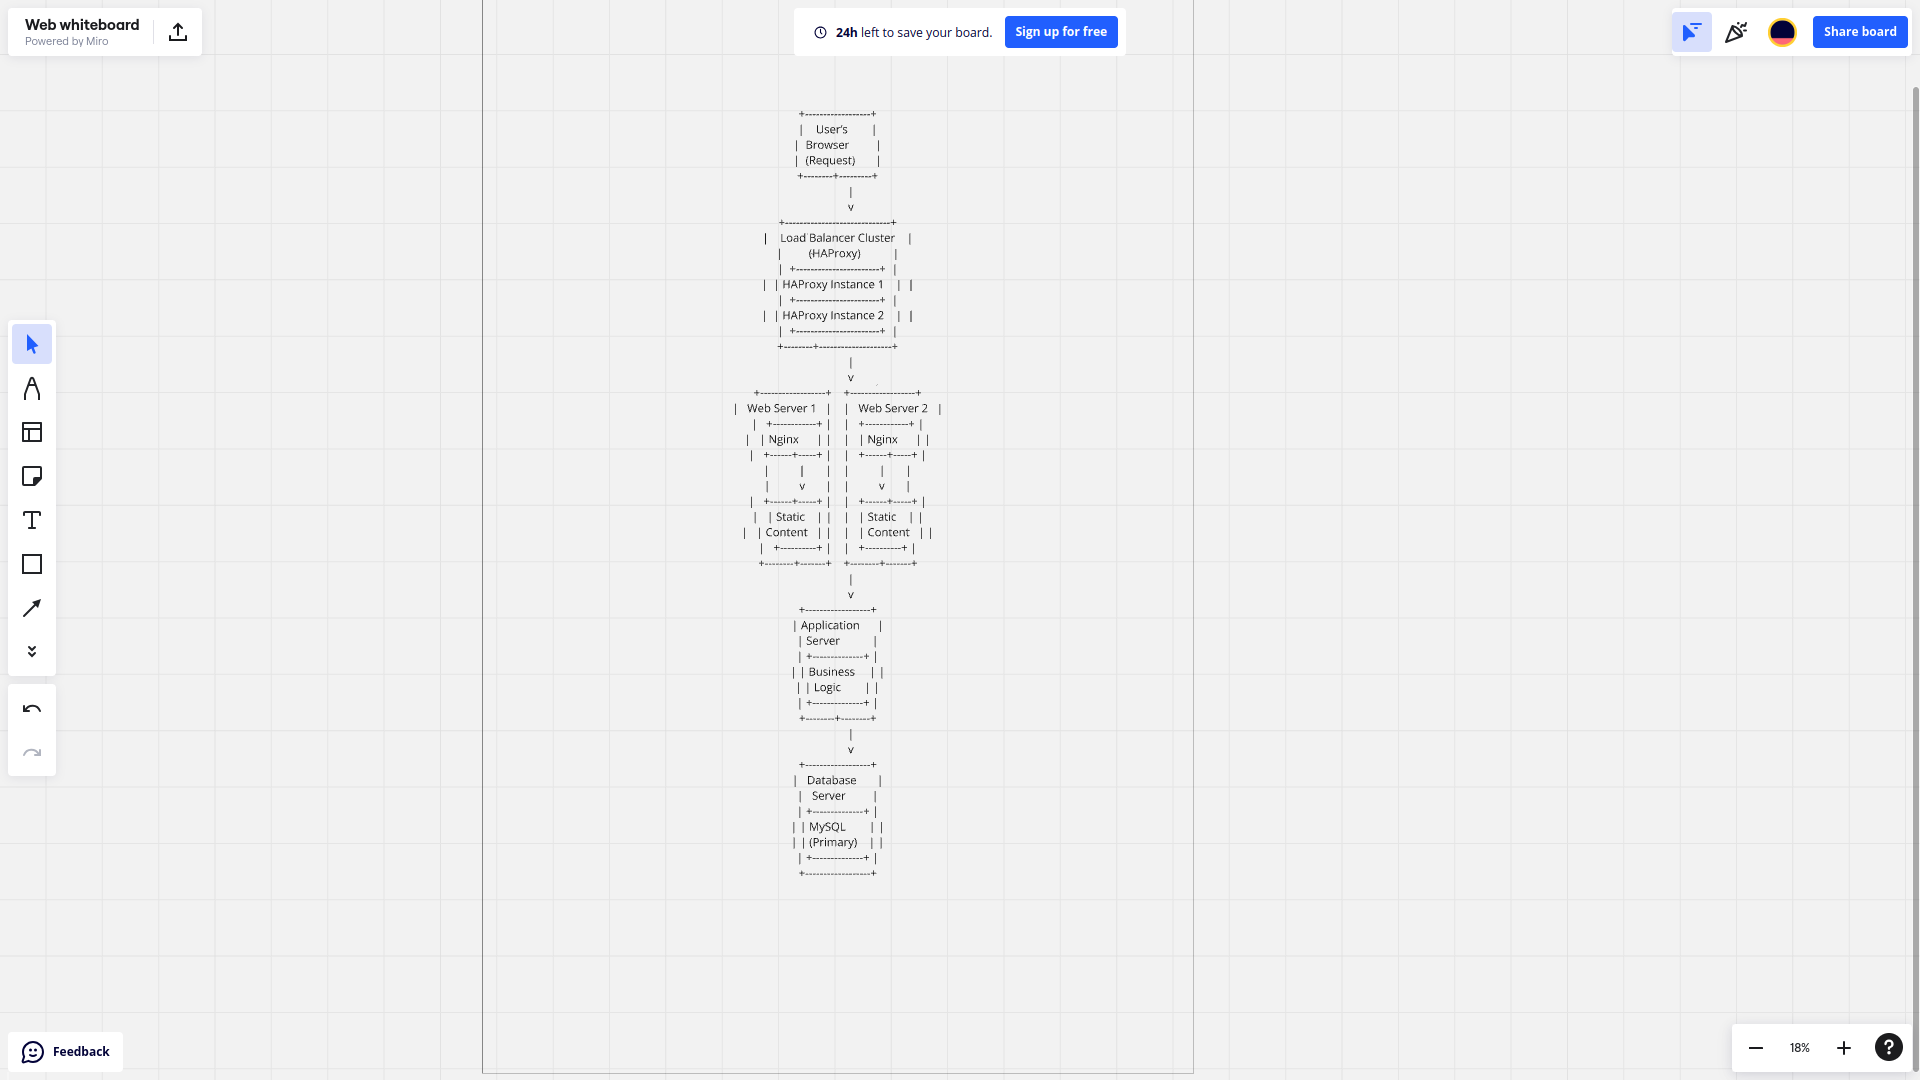 Web whiteboard
Powered by Miro
24h left to save your board.
Sign up for free
Share board
+------------------+
| User's |
| Browser |
| (Request) |
+--------+---------+
|
v
+-----------------------------+
| Load Balancer Cluster |
| (HAProxy) |
| +-----------------------+ |
| | HAProxy Instance 1 | |
| +-----------------------+ |
| | HAProxy Instance 2 | |
| +-----------------------+ |
+--------+--------------------+
|
v
+------------------+ +------------------+
| Web Server 1 | | Web Server 2 |
| +------------+ | | +------------+ |
| | Nginx | | | | Nginx | |
| +------+-----+ | | +------+-----+ |
| | | | | |
| v | | v |
| +------+-----+ | | +------+-----+ |
| | Static | | | | Static | |
| | Content | | | | Content | |
| +----------+ | | +----------+ |
+--------+-------+ +--------+-------+
|
v
+------------------+
| Application |
| Server |
| +--------------+ |
| | Business | |
| | Logic | |
| +--------------+ |
+--------+--------+
|
v
+------------------+
| Database |
| Server |
| +--------------+ |
| | MySQL | |
| | (Primary) | |
| +--------------+ |
+------------------+
Feedback
18%
?